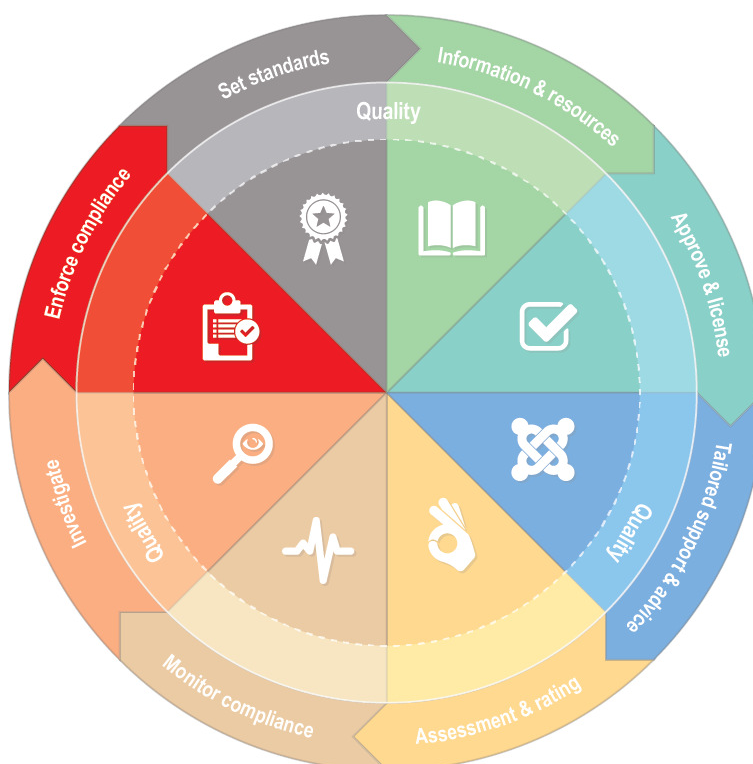 Set standards
Information & resources
Quality
Approve & license
Enforce compliance
Tailored support & advice
Quality
Quality
Investigate
Monitor compliance
Assessment & rating